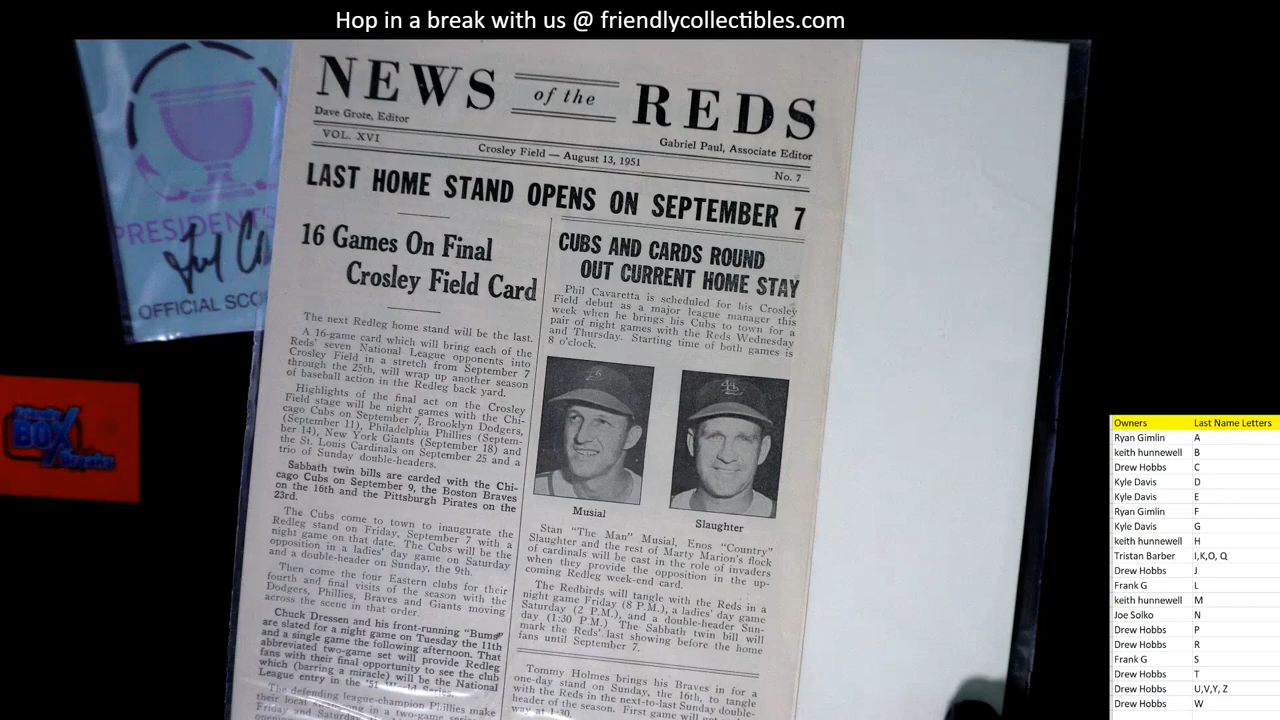 Hop in a break with us @ friendlycollectibles.com
PRESIDENT'S
OFFICIAL
BOX
NEWS of the REDS
Dave Grote, Editor
Gabriel Paul, Associate Editor
VOL. XVI
Crosley Field — August 13, 1951
No. 7
LAST HOME STAND OPENS ON SEPTEMBER 7
16 Games On Final
Crosley Field Card
The next Redleg home stand will be the last.
A 16-game card which will bring each of the
Reds' seven National League opponents into
Crosley Field in a stretch from September 7
through the 25th, will wrap up another season
of baseball action in the Redleg back yard.
Highlights of the final act on the Crosley
Field stage will be night games with the Chi-
cago Cubs on September 7, Brooklyn Dodgers,
(September 11), Philadelphia Phillies (Septem-
ber 14), New York Giants (September 18) and
the St. Louis Cardinals on September 25 and a
trio of Sunday double-headers.
Sabbath twin bills are carded with the Chi-
cago Cubs on September 9, the Boston Braves
on the 16th and the Pittsburgh Pirates on the
23rd.
The Cubs come to town to inaugurate the
Redleg stand on Friday, September 7 with a
night game on that date. The Cubs will be the
opposition in a ladies' day game on Saturday
and a double-header on Sunday, the 9th.
Then come the four Eastern clubs for their
fourth and final visits of the season with the
Dodgers, Phillies, Braves and Giants moving
across the scene in that order.
Chuck Dressen and his front-running "Bums"
are slated for a night game on Tuesday the 11th
and a single game the following afternoon. That
abbreviated two-game set will provide Redleg
fans with their final opportunity to see the club
which (barring a miracle) will be the National
League entry in the '51 World Series.
The defending league-champion Phillies make
their local in a two-game series
Friday and
CUBS AND CARDS ROUND
OUT CURRENT HOME STAY
Phil Cavaretta is scheduled for his Crosley
Field debut as a major league manager this
week when he brings his Cubs to town for a
pair of night games with the Reds Wednesday
and Thursday. Starting time of both games is
8 o'clock.
Musial
Slaughter
Stan "The Man" Musial, Enos "Country"
Slaughter and the rest of Marty Marion's flock
of cardinals will be cast in the role of invaders
when they provide the opposition in the up-
coming Redleg week-end card.
The Redbirds will tangle with the Reds in a
night game Friday (8 P.M.), a ladies' day game
Saturday (2 P.M.), and a double-header Sun-
day (1:30 P.M.) The Sabbath twin bill will
mark the Reds' last showing before the home
fans until September 7.
Tommy Holmes brings his Braves in for a
one-day stand on Sunday, the 16th, to tangle
with the Reds in the next-to-last Sunday double-
header of the season. First game will get
way at 1:30.
Owners Last Name Letters
Ryan Gimlin A
keith hunnewell B
Drew Hobbs C
Kyle Davis D
Kyle Davis E
Ryan Gimlin F
Kyle Davis G
keith hunnewell H
Tristan Barber I,K,O, Q
Drew Hobbs J
Frank G L
keith hunnewell M
Joe Solko N
Drew Hobbs P
Drew Hobbs R
Frank G S
Drew Hobbs T
Drew Hobbs U,V,Y, Z
Drew Hobbs W